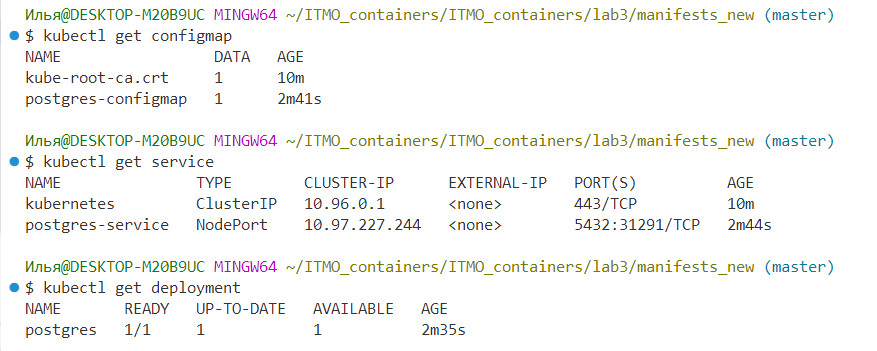 Илья@DESKTOP-M20B9UC MINGW64 ~/ITMO_containers/ITMO_containers/lab3/manifests_new (master)
$ kubectl get configmap
NAME DATA AGE
kube-root-ca.crt 1 10m
postgres-configmap 1 2m41s
Илья@DESKTOP-M20B9UC MINGW64 ~/ITMO_containers/ITMO_containers/lab3/manifests_new (master)
$ kubectl get service
NAME TYPE CLUSTER-IP EXTERNAL-IP PORT(S) AGE
kubernetes ClusterIP 10.96.0.1 <none> 443/TCP 10m
postgres-service NodePort 10.97.227.244 <none> 5432:31291/TCP 2m44s
Илья@DESKTOP-M20B9UC MINGW64 ~/ITMO_containers/ITMO_containers/lab3/manifests_new (master)
$ kubectl get deployment
NAME READY UP-TO-DATE AVAILABLE AGE
postgres 1/1 1 1 2m35s